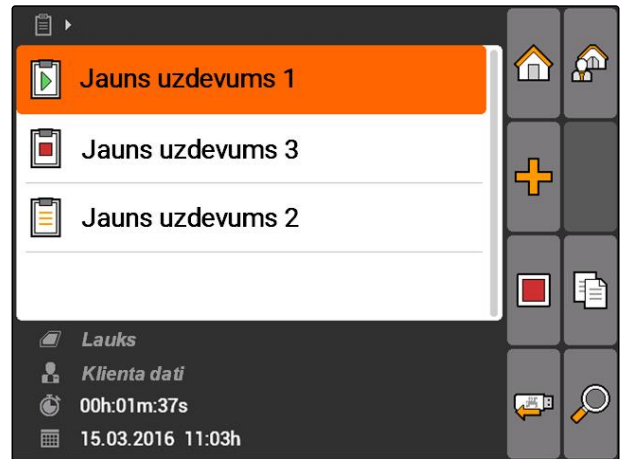 Jauns uzdevums 1
Jauns uzdevums 3
Jauns uzdevums 2
Lauks
Klienta dati
00h:01m:37s
15.03.2016 11:03h